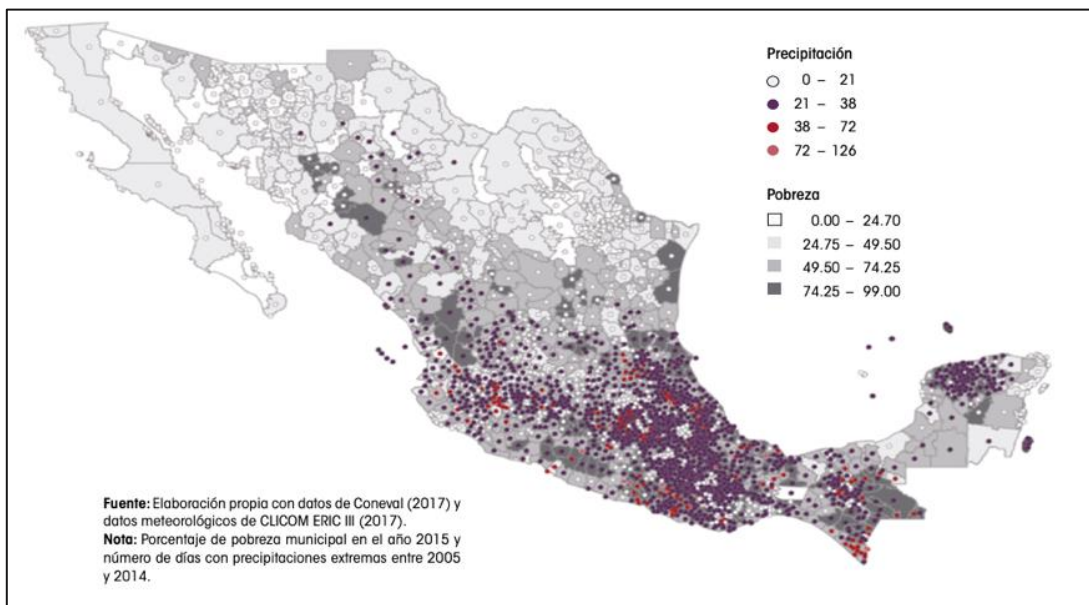 Precipitación
0 – 21
21 – 38
38 – 72
72 – 126
Pobreza
0.00 – 24.70
24.75 – 49.50
49.50 – 74.25
74.25 – 99.00
Fuente: Elaboración propia con datos de Coneval (2017) y
datos meteorológicos de CLICOM ERIC III (2017).
Nota: Porcentaje de pobreza municipal en el año 2015 y
número de días con precipitaciones extremas entre 2005
y 2014.